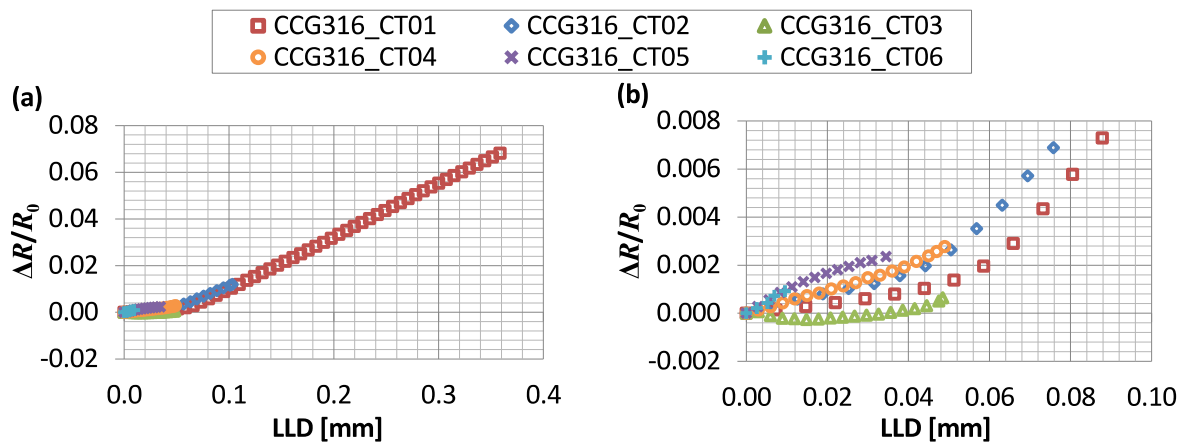 CCG316_CT01 CCG316_CT02 CCG316_CT03
CCG316_CT04 CCG316_CT05 CCG316_CT06
(a)
0.08
0.06
0.04
0.02
0.00
-0.02
ΔR/R0
0.0 0.1 0.2 0.3 0.4
LLD [mm]
(b)
0.008
0.006
0.004
0.002
0.000
-0.002
ΔR/R0
0.00 0.02 0.04 0.06 0.08 0.10
LLD [mm]